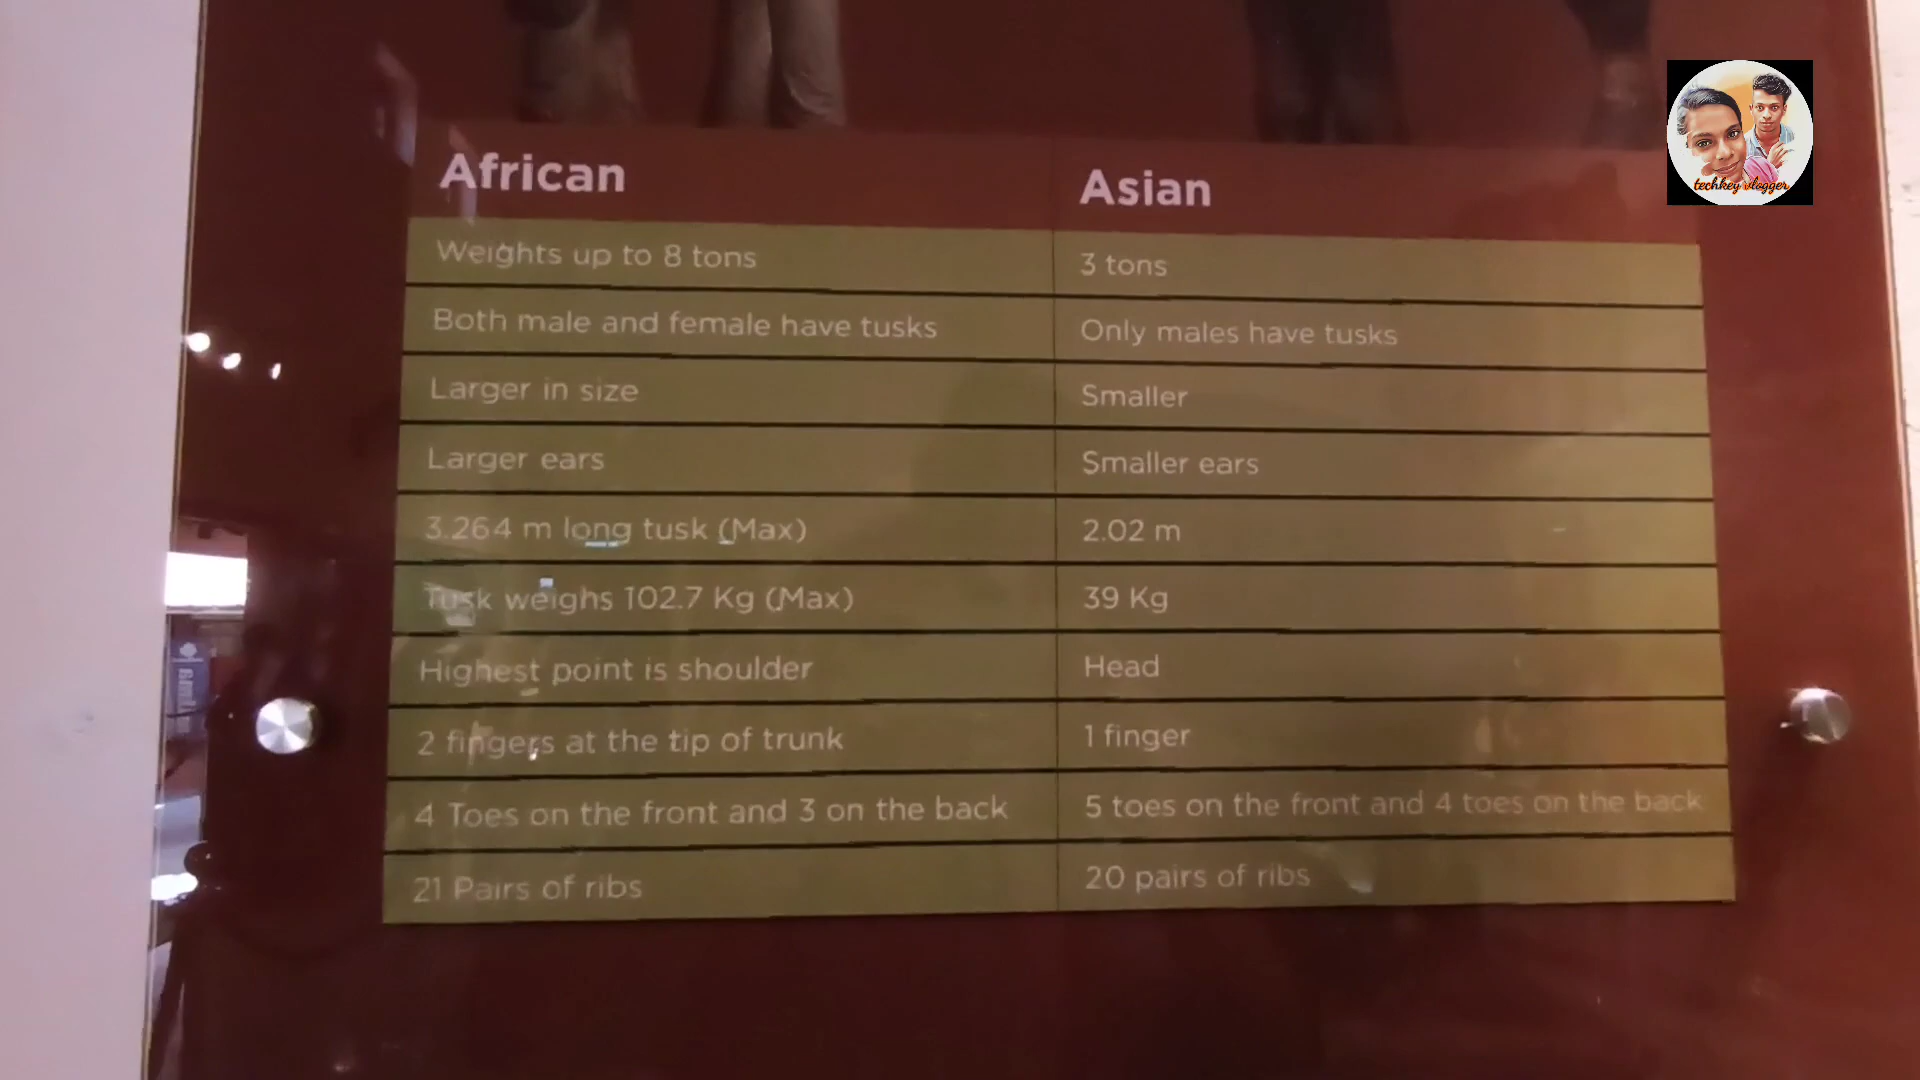 African Asian
Weights up to 8 tons 3 tons
Both male and female have tusks Only males have tusks
Larger in size Smaller
Larger ears Smaller ears
3.264 m long tusk (Max) 2.02 m
Tusk weighs 102.7 Kg (Max) 39 Kg
Highest point is shoulder Head
2 fingers at the tip of trunk 1 finger
4 Toes on the front and 3 on the back 5 toes on the front and 4 toes on the back
21 Pairs of ribs 20 pairs of ribs
techkey vlogger